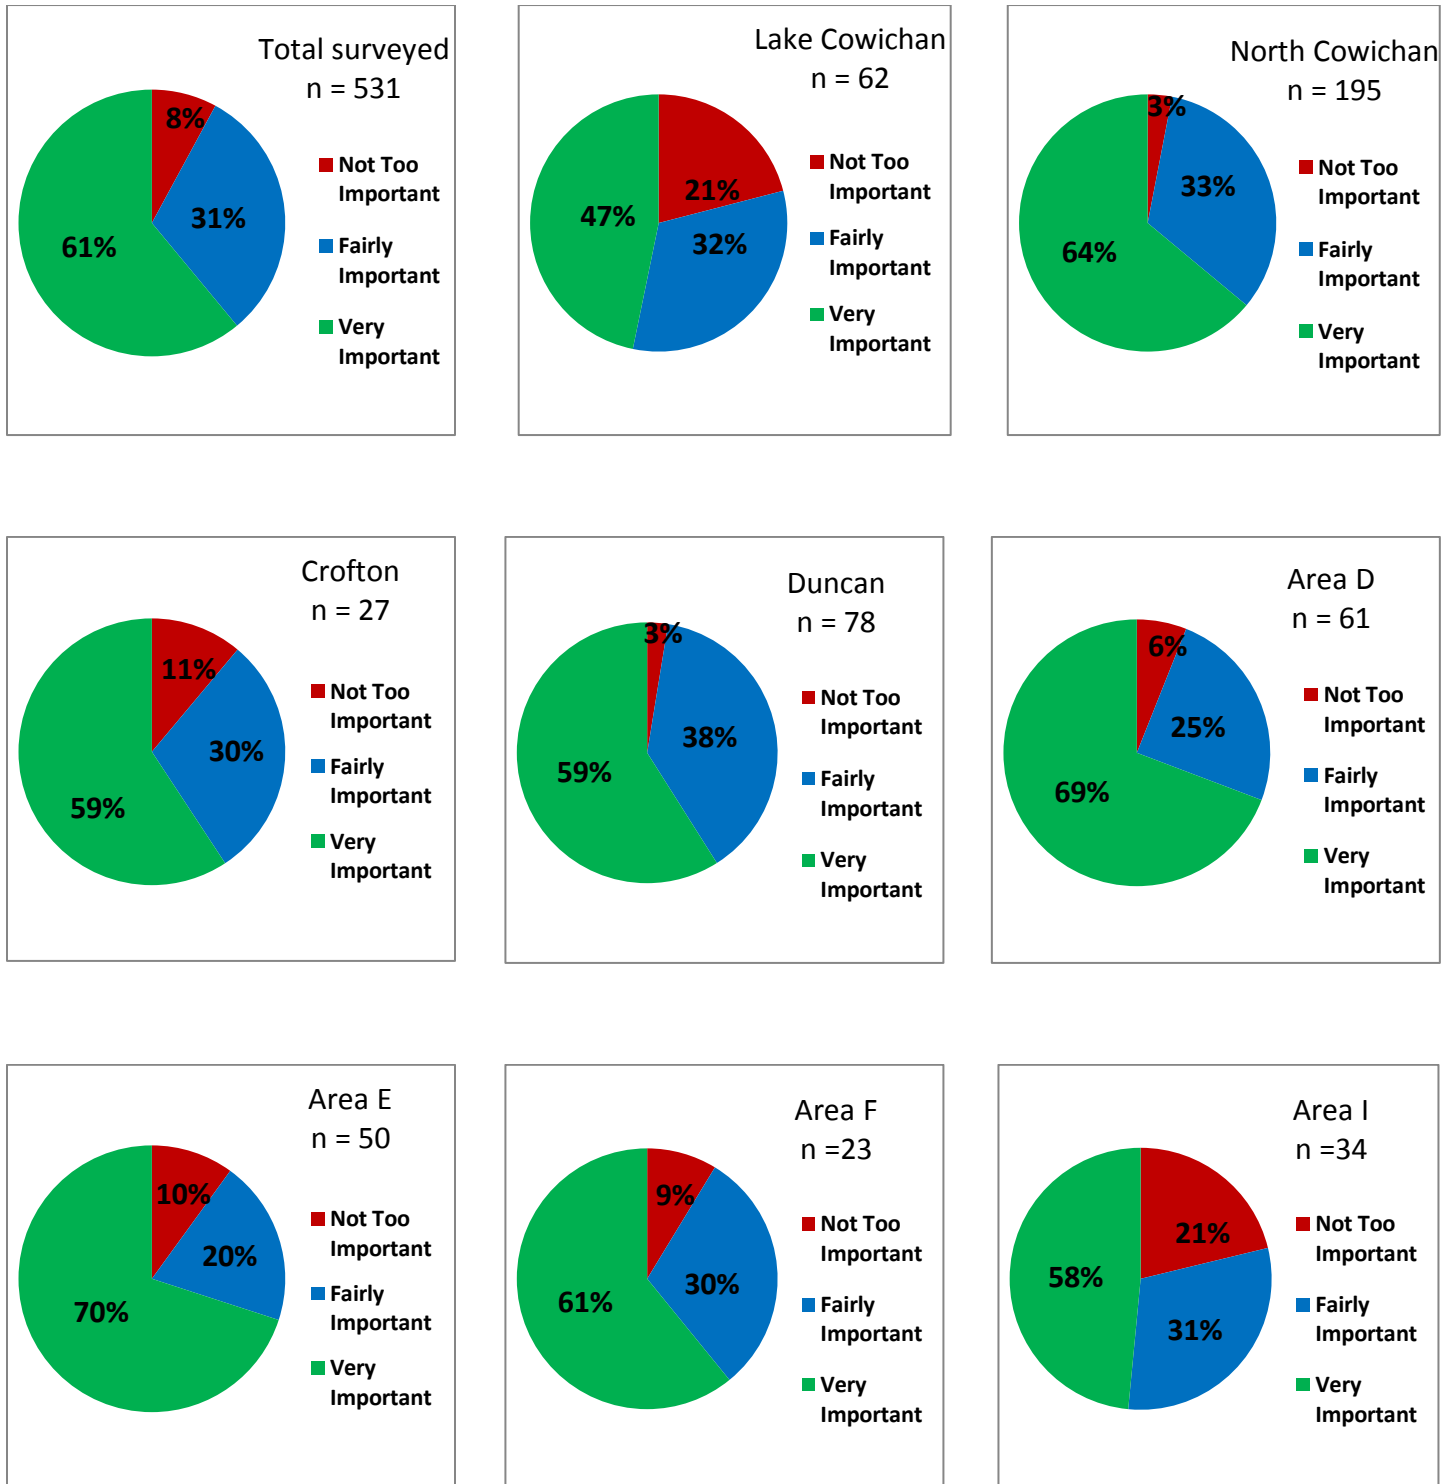 Total surveyed
n = 531
8%
31%
61%
Not Too
Important
Fairly
Important
Very
Important
Lake Cowichan
n = 62
21%
32%
47%
Not Too
Important
Fairly
Important
Very
Important
North Cowichan
n = 195
3%
33%
64%
Not Too
Important
Fairly
Important
Very
Important
Crofton
n = 27
11%
30%
59%
Not Too
Important
Fairly
Important
Very
Important
Duncan
n = 78
3%
38%
59%
Not Too
Important
Fairly
Important
Very
Important
Area D
n = 61
6%
25%
69%
Not Too
Important
Fairly
Important
Very
Important
Area E
n = 50
10%
20%
70%
Not Too
Important
Fairly
Important
Very
Important
Area F
n =23
9%
30%
61%
Not Too
Important
Fairly
Important
Very
Important
Area I
n =34
21%
31%
58%
Not Too
Important
Fairly
Important
Very
Important